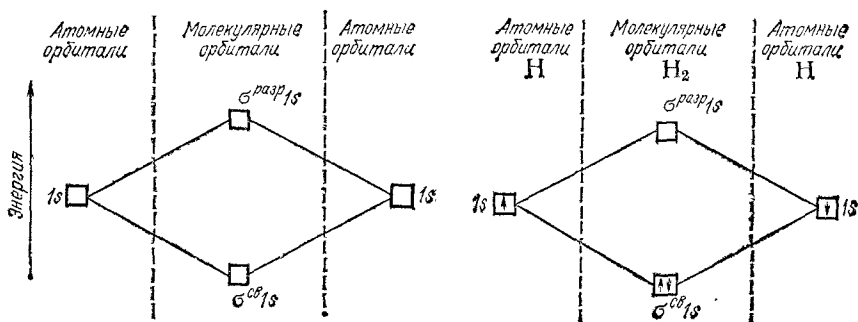 Атомные орбитали
Молекулярные орбитали
Атомные орбитали
Энергия
σразр1s
1s
1s
σсв1s
Атомные орбитали
H
Молекулярные орбитали
H2
Атомные орбитали
H
σразр1s
1s
↑
↓
1s
↑↓
σсв1s